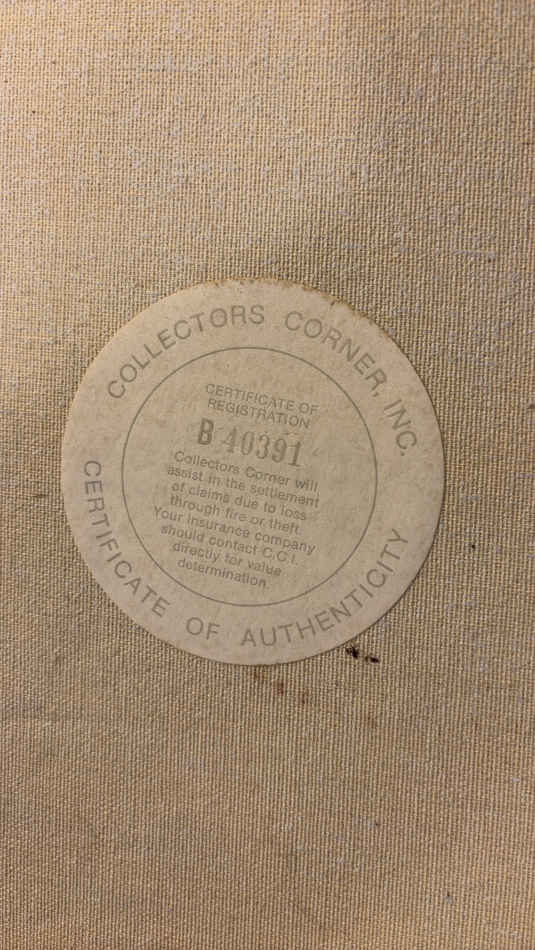 COLLECTORS CORNER, INC.
CERTIFICATE OF
REGISTRATION
B 40391
Collectors Corner will
assist in the settlement
of claims due to loss
through fire or theft.
Your insurance company
should contact C.C.I.
directly for value
determination.
CERTIFICATE OF AUTHENTICITY